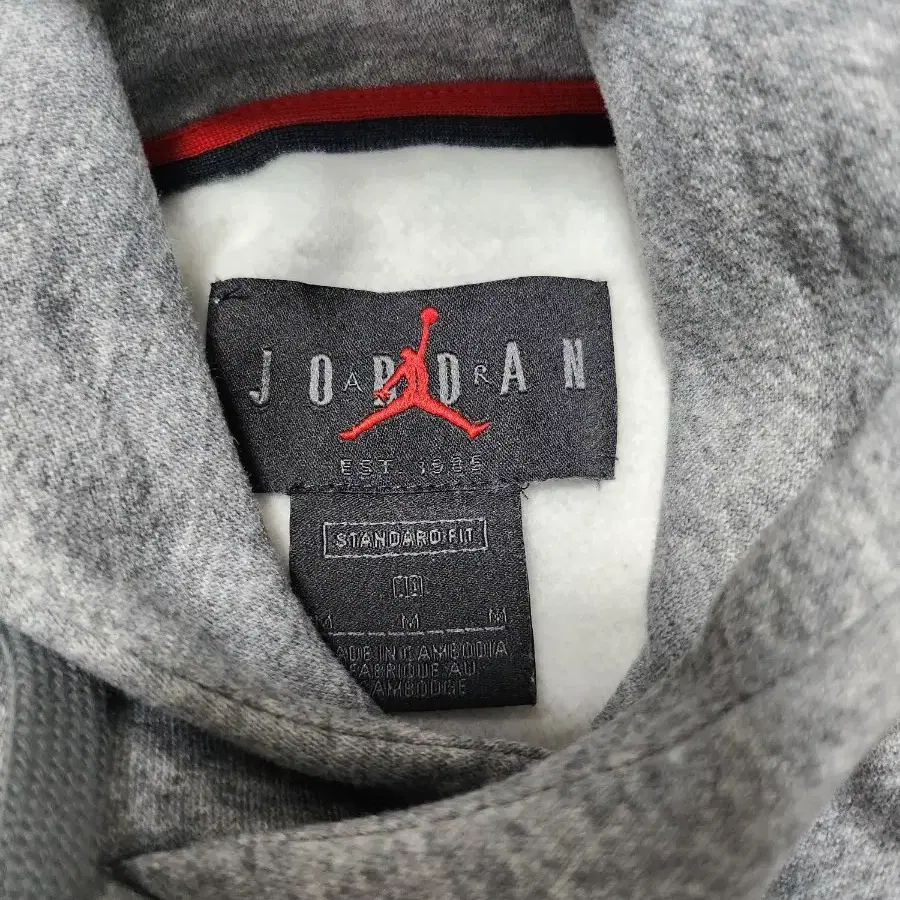 JORDAN
AIR
EST. 1985
STANDARD FIT
M M
MADE IN CAMBODIA
FABRIQUE AU
CAMBODGE